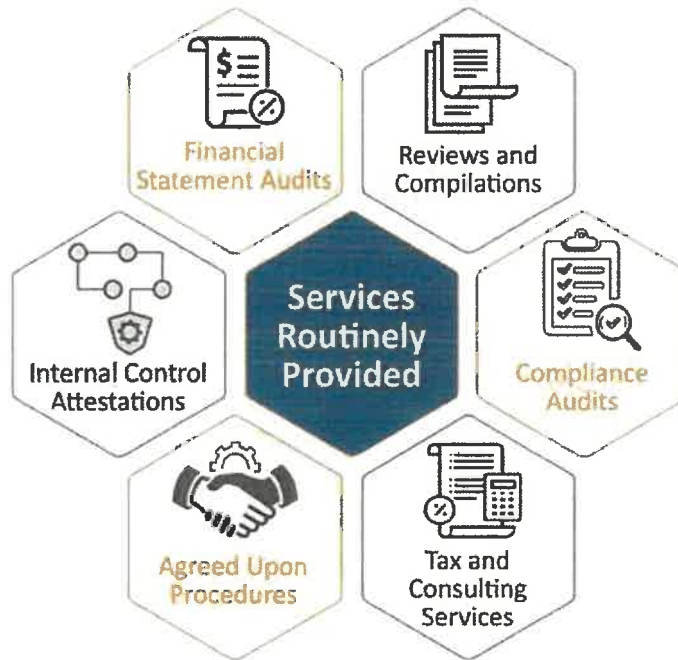 Financial
Statement Audits
Reviews and
Compilations
Internal Control
Attestations
Services
Routinely
Provided
Compliance
Audits
Agreed Upon
Procedures
Tax and
Consulting
Services